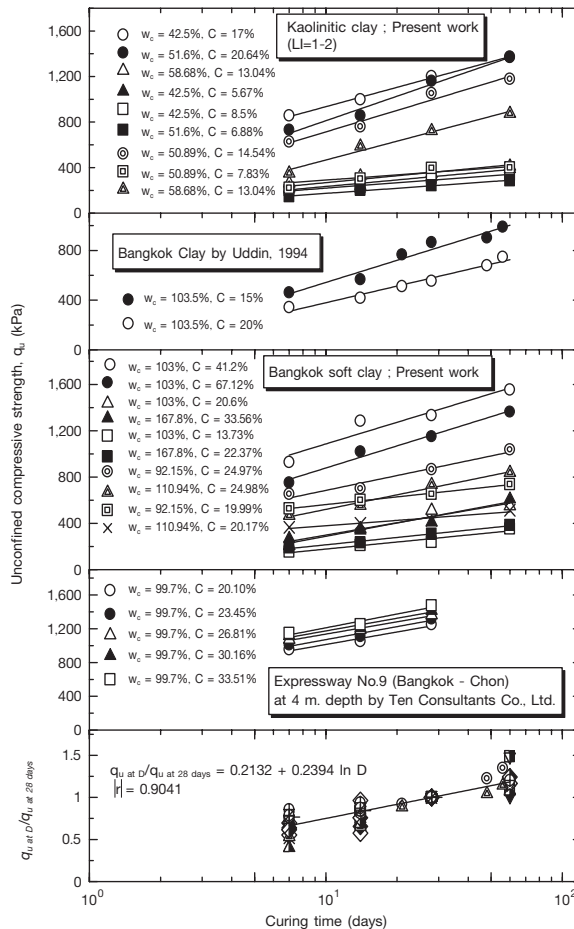 Kaolinitic clay ; Present work
(LI=1-2)
w_c = 42.5%, C = 17%
w_c = 51.6%, C = 20.64%
w_c = 58.68%, C = 13.04%
w_c = 42.5%, C = 5.67%
w_c = 42.5%, C = 8.5%
w_c = 51.6%, C = 6.88%
w_c = 50.89%, C = 14.54%
w_c = 50.89%, C = 7.83%
w_c = 58.68%, C = 13.04%
1,600
1,200
800
400
0
Bangkok Clay by Uddin, 1994
w_c = 103.5%, C = 15%
w_c = 103.5%, C = 20%
800
400
0
Unconfined compressive strength, q_u (kPa)
Bangkok soft clay ; Present work
w_c = 103%, C = 41.2%
w_c = 103%, C = 67.12%
w_c = 103%, C = 20.6%
w_c = 167.8%, C = 33.56%
w_c = 103%, C = 13.73%
w_c = 167.8%, C = 22.37%
w_c = 92.15%, C = 24.97%
w_c = 110.94%, C = 24.98%
w_c = 92.15%, C = 19.99%
w_c = 110.94%, C = 20.17%
1,600
1,200
800
400
0
w_c = 99.7%, C = 20.10%
w_c = 99.7%, C = 23.45%
w_c = 99.7%, C = 26.81%
w_c = 99.7%, C = 30.16%
w_c = 99.7%, C = 33.51%
1,600
1,200
800
400
0
Expressway No.9 (Bangkok - Chon)
at 4 m. depth by Ten Consultants Co., Ltd.
q_u at D/q_u at 28 days
q_u at D/q_u at 28 days = 0.2132 + 0.2394 ln D
|r| = 0.9041
1.5
1
0.5
0
10^0 10^1 10^2
Curing time (days)